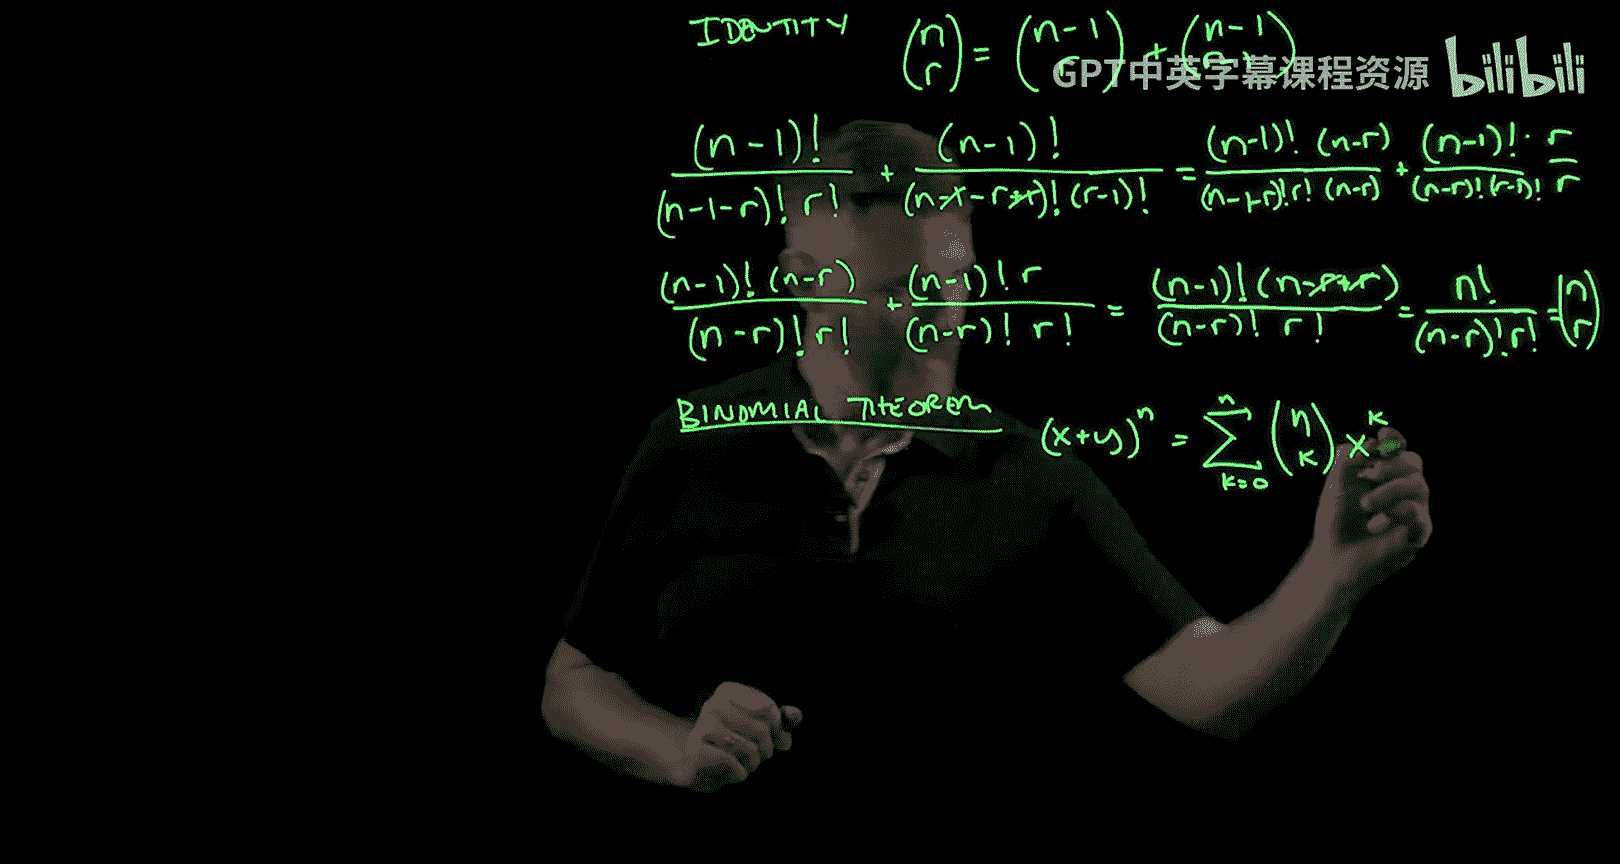 IDENTITY (n r) = (n-1 r) + (n-1 r-1)
GPT中英字幕课程资源 bilibili
(n-1)!/((n-1-r)! r!) + (n-1)!/((n-1-r+1)! (r-1)!) = (n-1)! (n-r)/((n-1-r)! r! (n-r)) + (n-1)!/((n-r)! (r-1)!) · r/r
(n-1)! (n-r)/((n-r)! r!) + (n-1)! r/((n-r)! r!) = (n-1)! (n-r+r)/((n-r)! r!) = n!/((n-r)! r!) = (n r)
BINOMIAL THEOREM (x+y)^n = ∑_{k=0}^{n} (n k) x^k